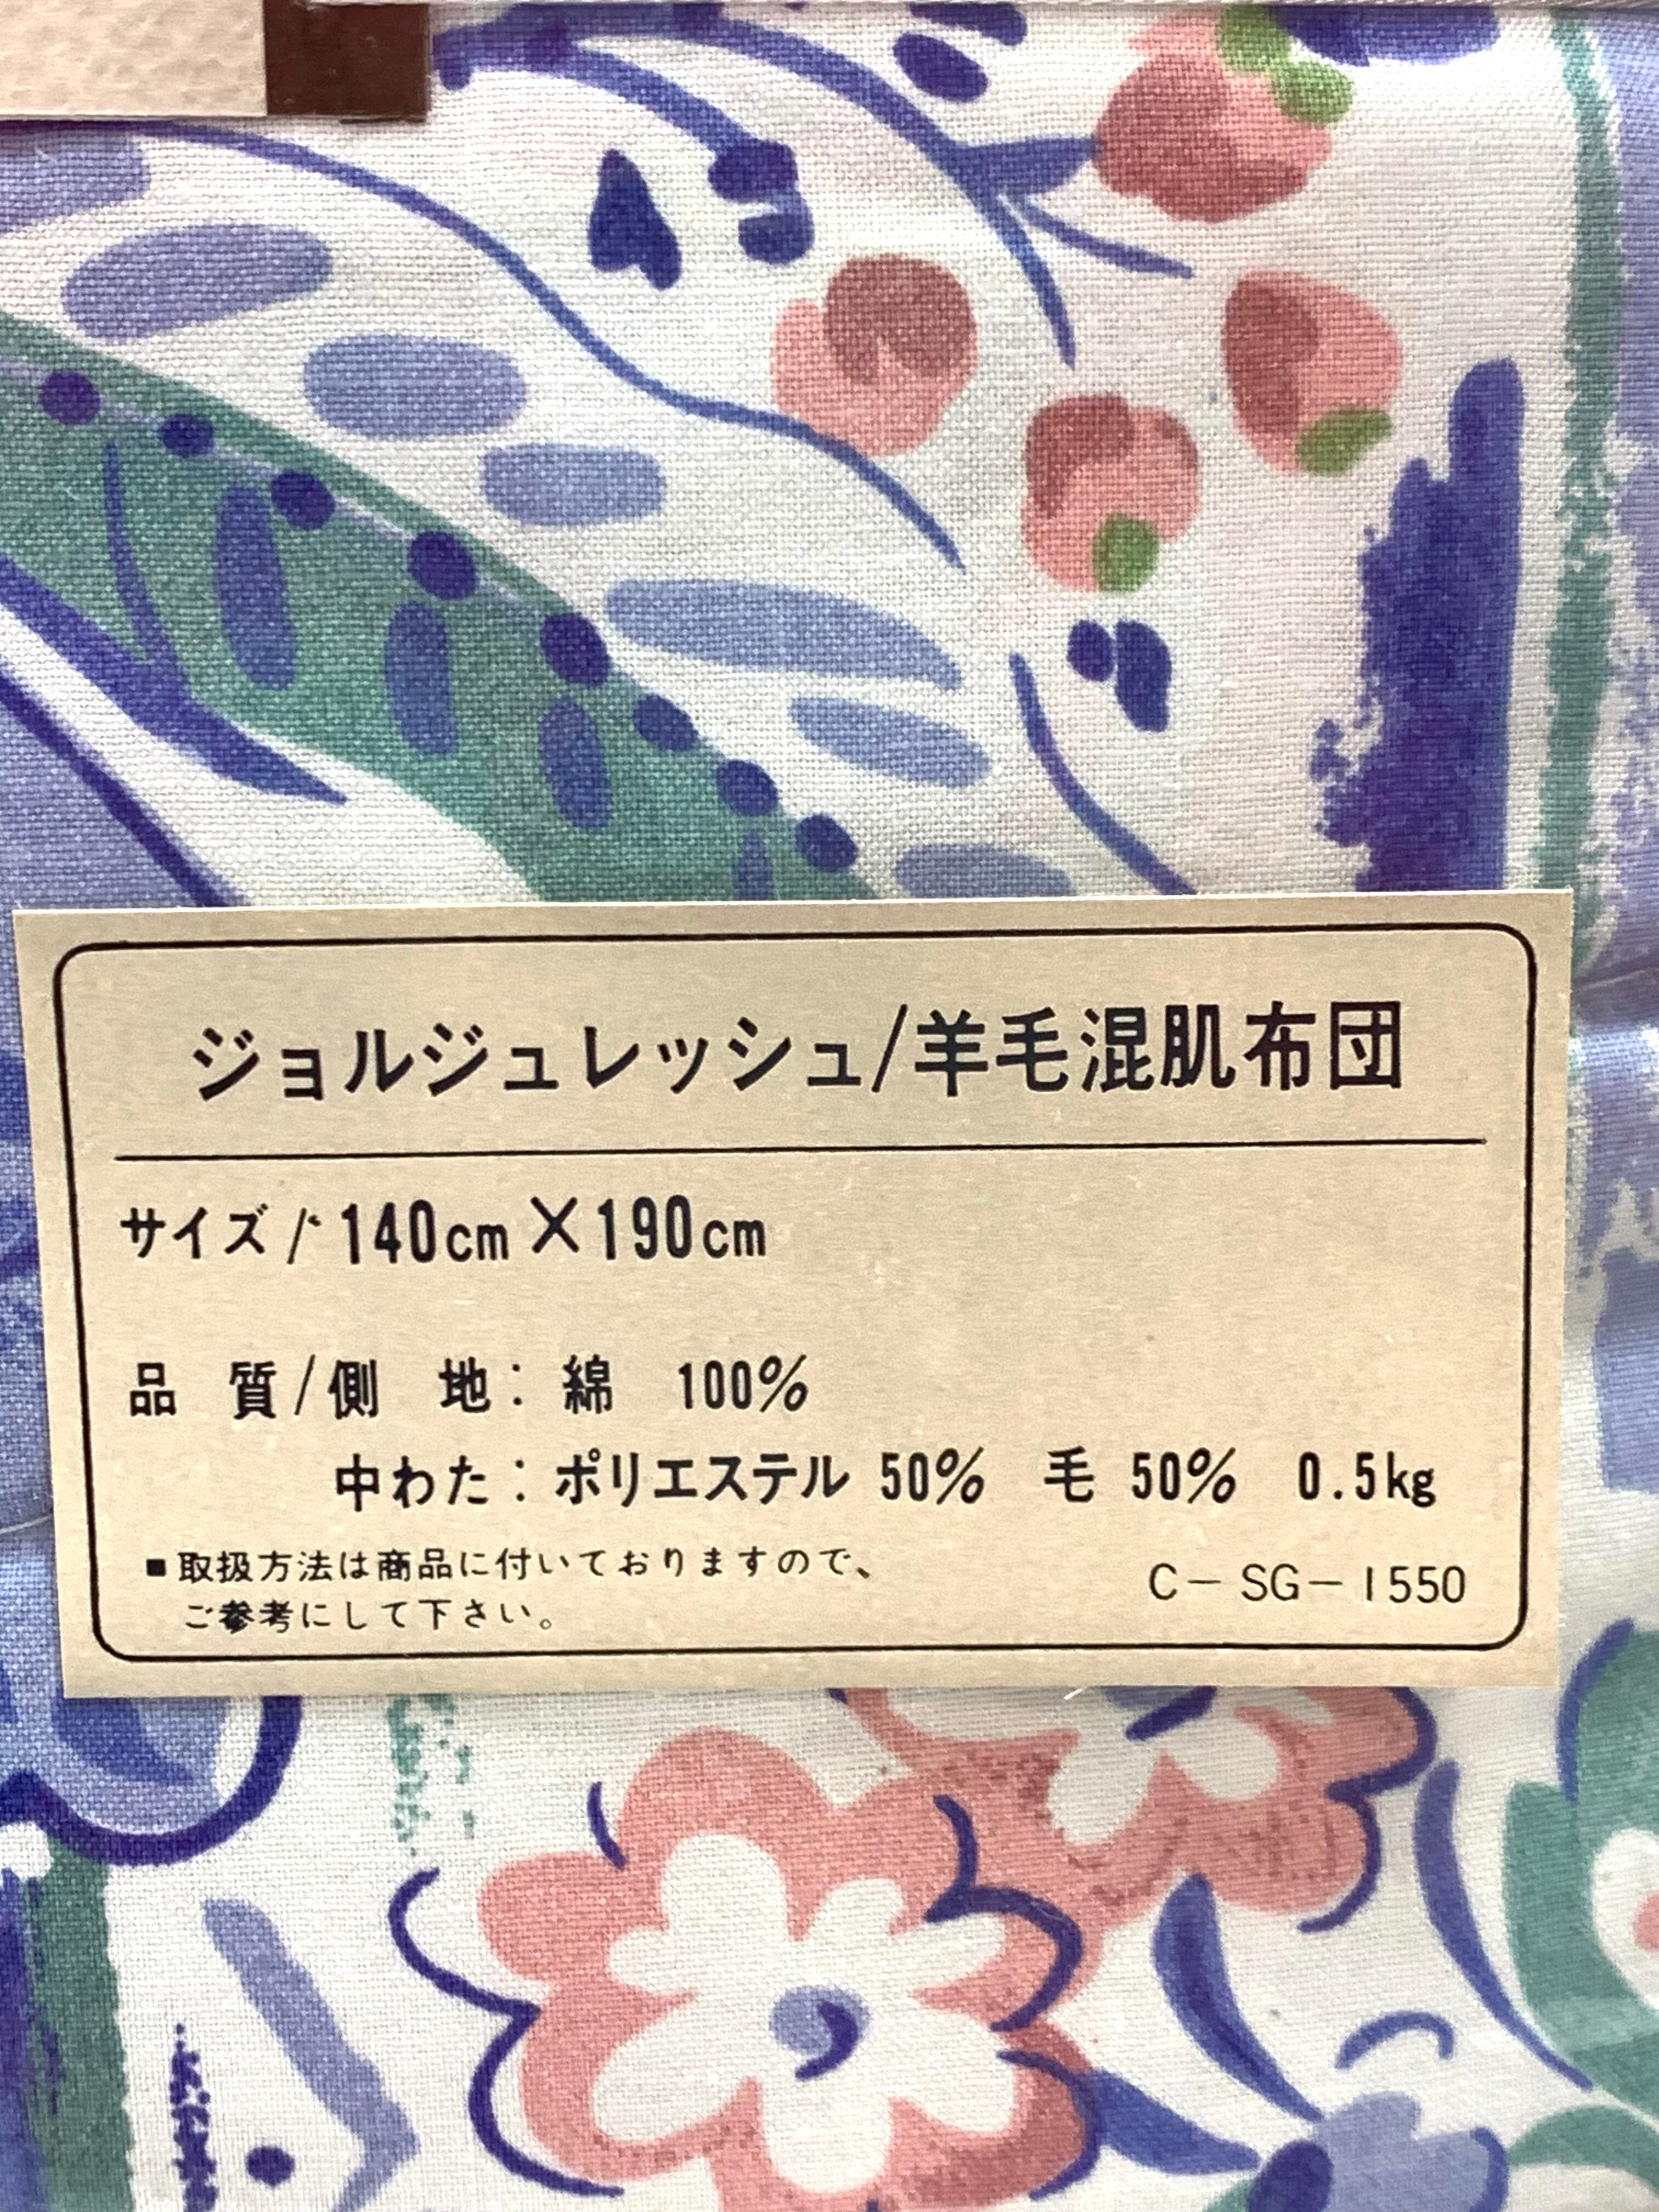 ジョルジュレッシュ/羊毛混肌布団
サイズ/140cm×190cm
品　質/側　地：綿　100%
中わた：ポリエステル 50%　毛 50%　0.5kg
■取扱方法は商品に付いておりますので、
ご参考にして下さい。
C－SG－1550